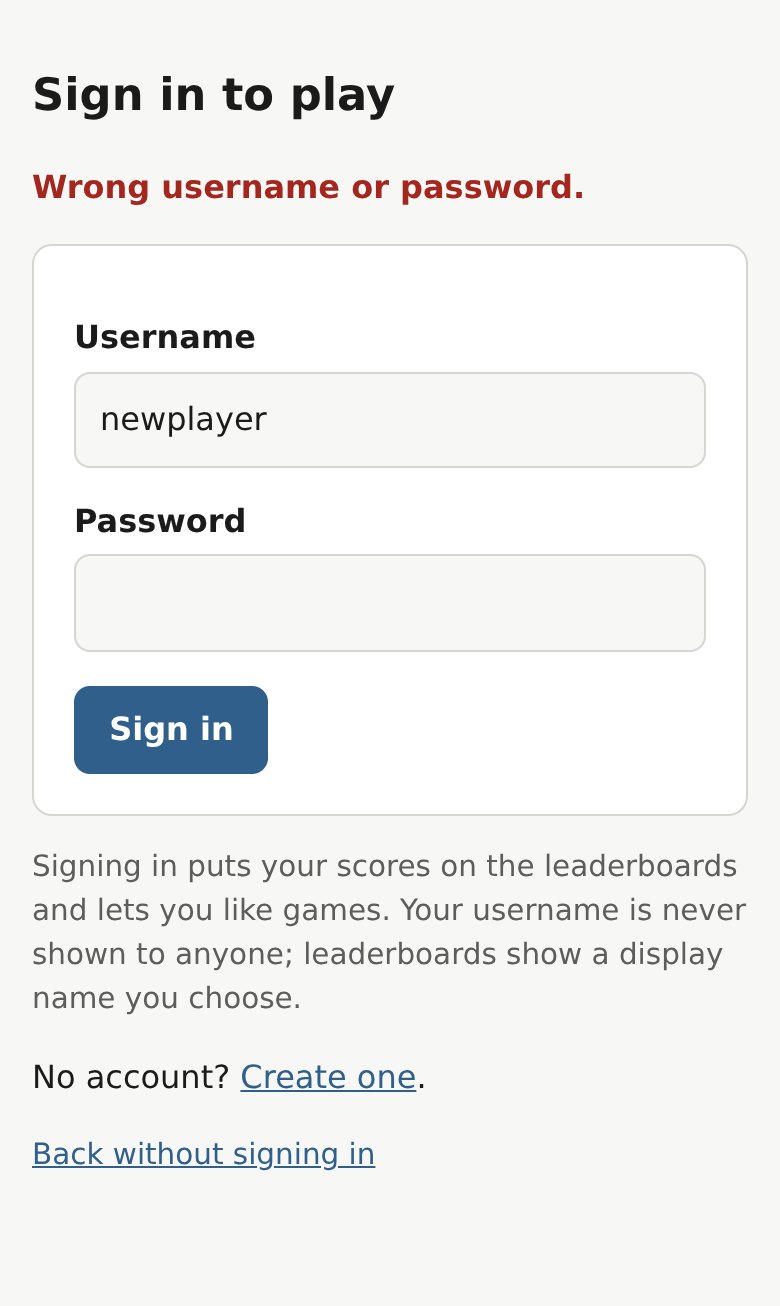 Sign in to play
Wrong username or password.
Username
newplayer
Password
Sign in
Signing in puts your scores on the leaderboards
and lets you like games. Your username is never
shown to anyone; leaderboards show a display
name you choose.
No account? Create one.
Back without signing in